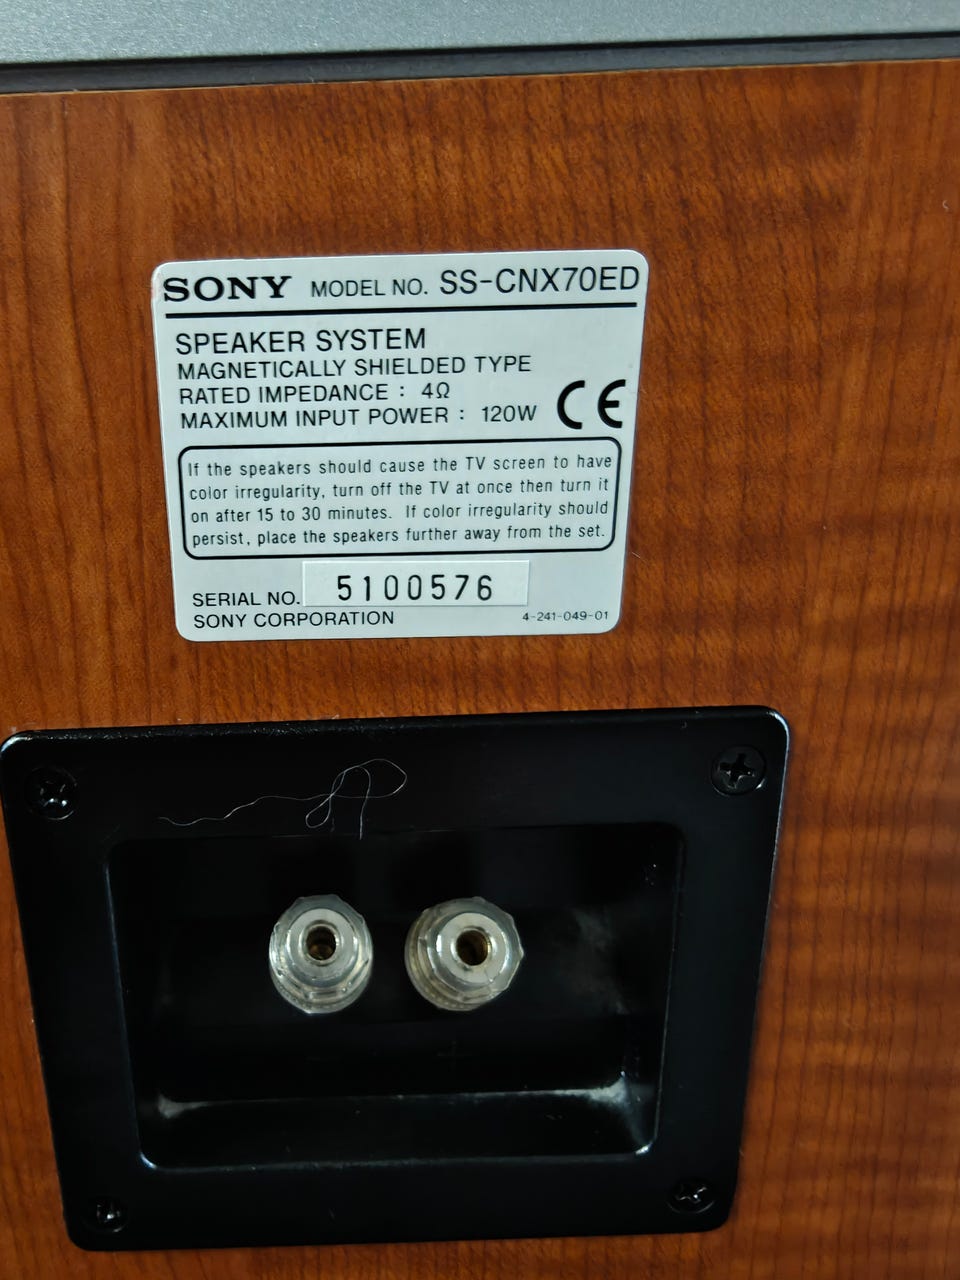 SONY MODEL NO. SS-CNX70ED
SPEAKER SYSTEM
MAGNETICALLY SHIELDED TYPE
RATED IMPEDANCE : 4Ω
MAXIMUM INPUT POWER : 120W CE
If the speakers should cause the TV screen to have
color irregularity, turn off the TV at once then turn it
on after 15 to 30 minutes. If color irregularity should
persist, place the speakers further away from the set.
SERIAL NO. 5100576
SONY CORPORATION 4-241-049-01